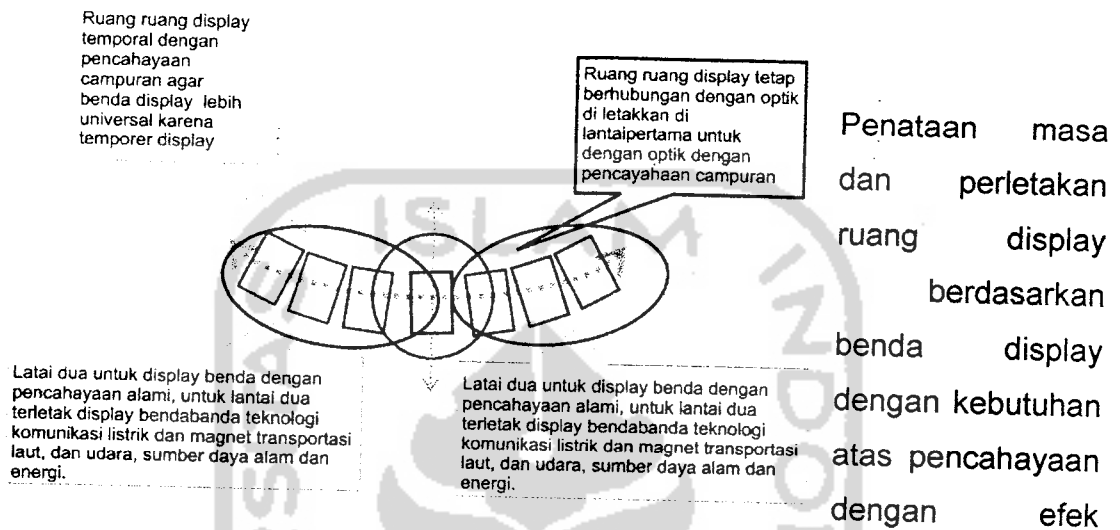 Ruang ruang display
temporal dengan
pencahayaan
campuran agar
benda display lebih
universal karena
temporer display
Ruang ruang display tetap
berhubungan dengan optik
di letakkan di
lantaipertama untuk
dengan optik dengan
pencayahaan campuran
Penataan masa
dan perletakan
ruang display
berdasarkan
benda display
dengan kebutuhan
atas pencahayaan
dengan efek
Latai dua untuk display benda dengan
pencahayaan alami, untuk lantai dua
terletak display bendabanda teknologi
komunikasi listrik dan magnet transportasi
laut, dan udara, sumber daya alam dan
energi.
Latai dua untuk display benda dengan
pencahayaan alami, untuk lantai dua
terletak display bendabanda teknologi
komunikasi listrik dan magnet transportasi
laut, dan udara, sumber daya alam dan
energi.
ISLAM